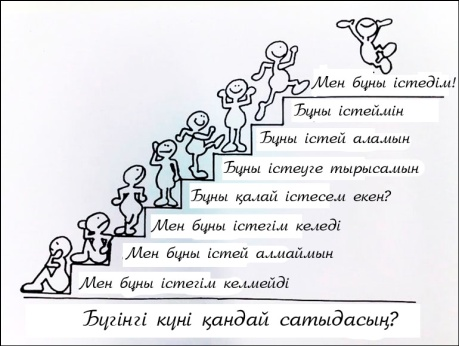 Мен бұны істедім!
Бұны істеймін
Бұны істей аламын
Бұны істеуге тырысамын
Бұны қалай істесем екен?
Мен бұны істегім келеді
Мен бұны істей алмаймын
Мен бұны істегім келмейді
Бүгінгі күні қандай сатыдасың?